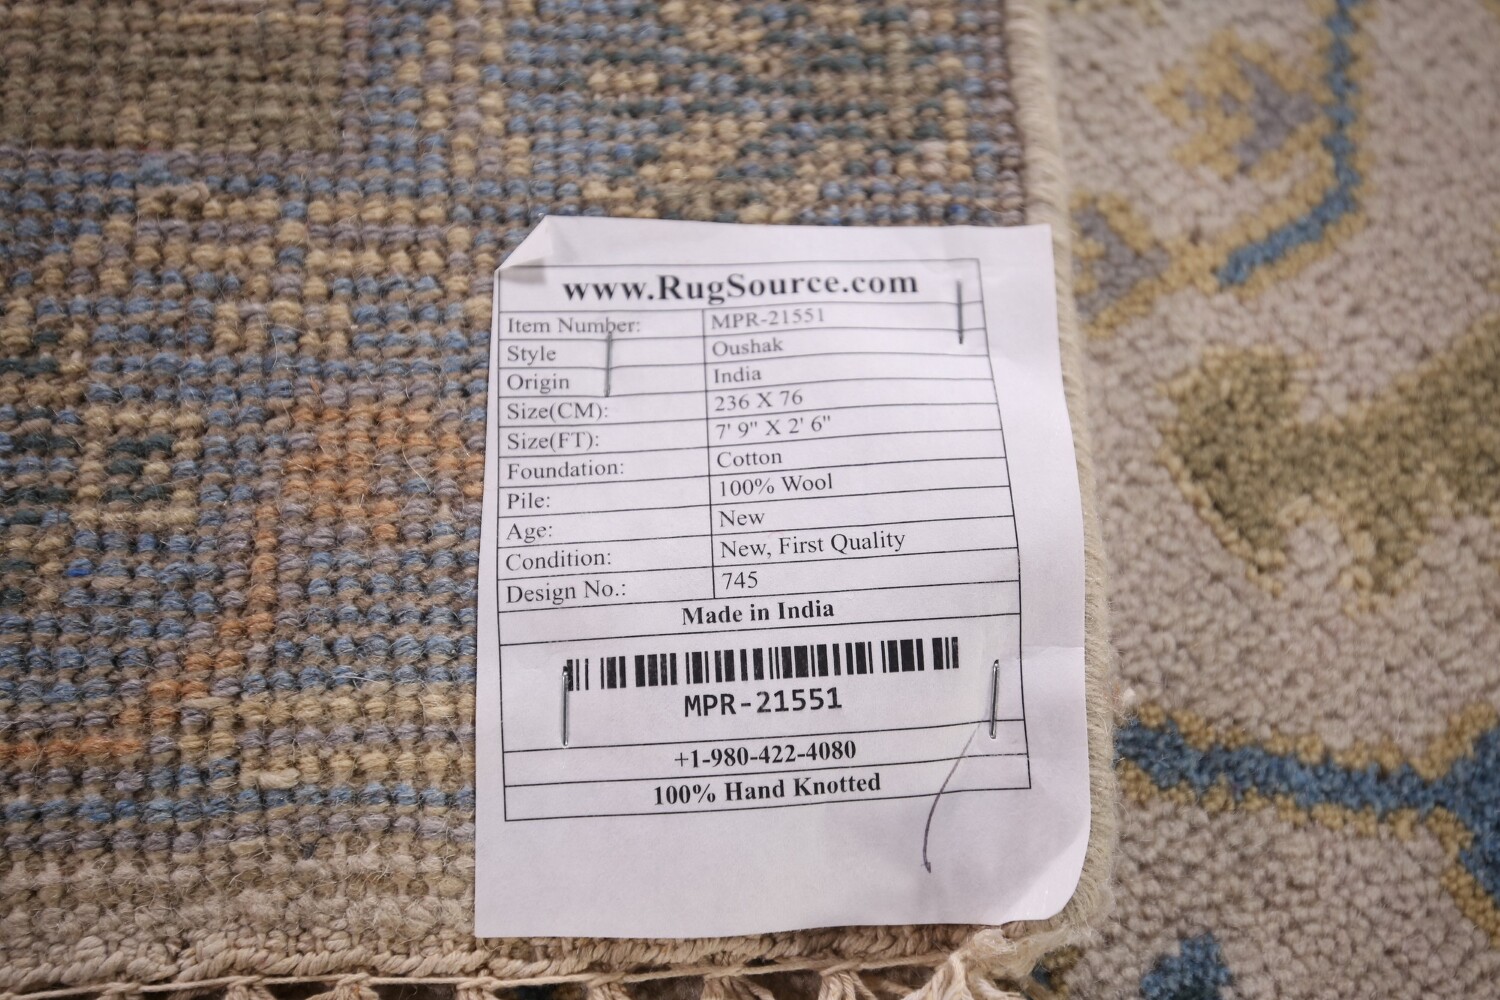 www.RugSource.com
Item Number: MPR-21551
Style Oushak
Origin India
Size(CM): 236 X 76
Size(FT): 7' 9" X 2' 6"
Foundation: Cotton
Pile: 100% Wool
Age: New
Condition: New, First Quality
Design No.: 745
Made in India
MPR-21551
+1-980-422-4080
100% Hand Knotted